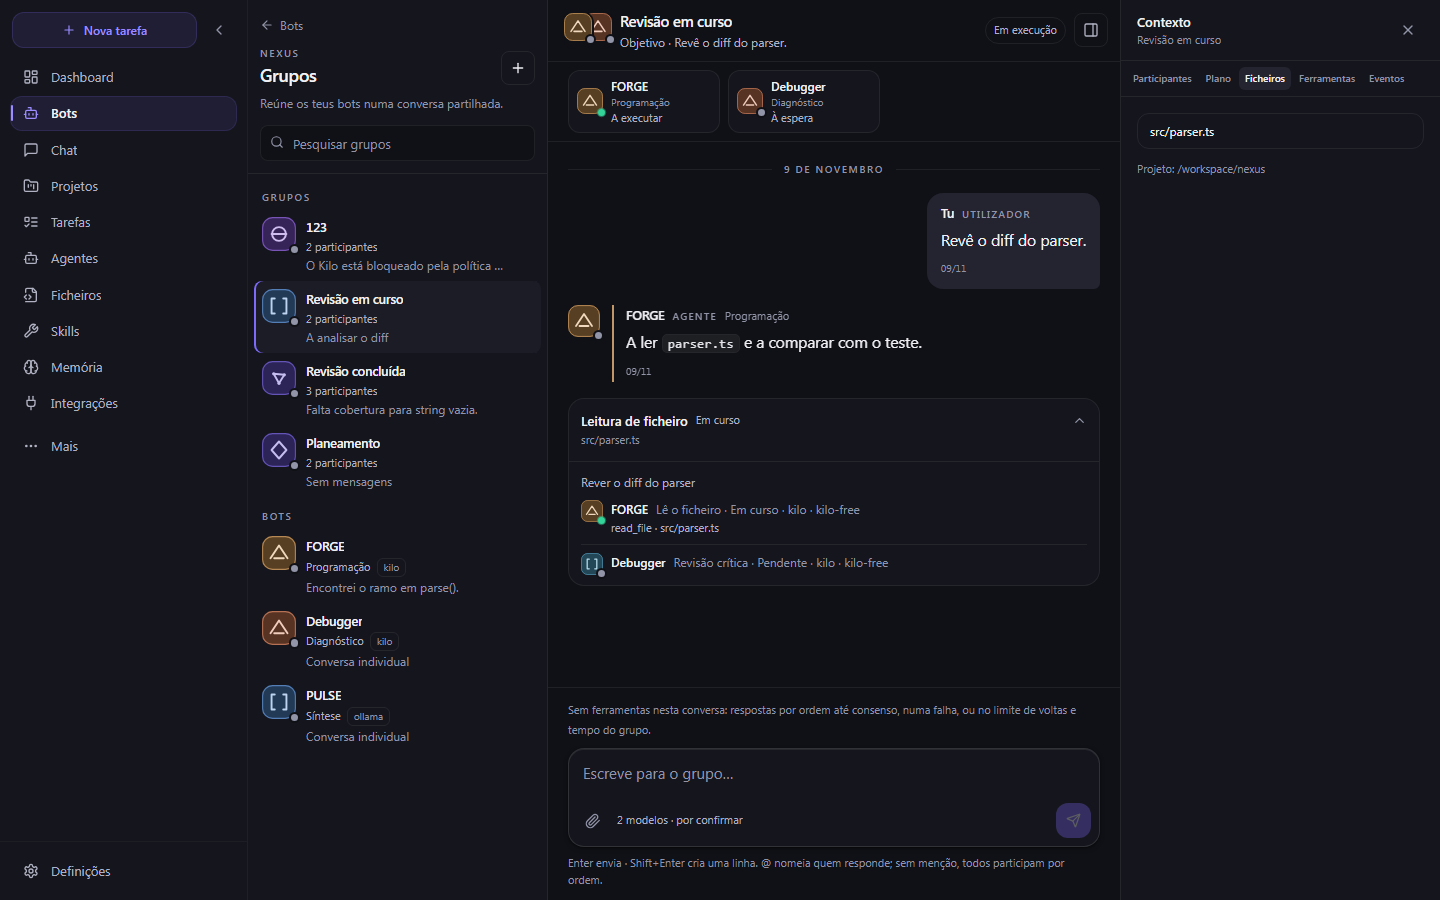 Nova tarefa
Dashboard
Bots
Chat
Projetos
Tarefas
Agentes
Ficheiros
Skills
Memória
Integrações
Mais
Definições
Bots
NEXUS
Grupos
Reúne os teus bots numa conversa partilhada.
Pesquisar grupos
GRUPOS
123
2 participantes
O Kilo está bloqueado pela política ...
Revisão em curso
2 participantes
A analisar o diff
Revisão concluída
3 participantes
Falta cobertura para string vazia.
Planeamento
2 participantes
Sem mensagens
BOTS
FORGE
Programação kilo
Encontrei o ramo em parse().
Debugger
Diagnóstico kilo
Conversa individual
PULSE
Síntese ollama
Conversa individual
Revisão em curso
Objetivo · Revê o diff do parser.
Em execução
FORGE
Programação
A executar
Debugger
Diagnóstico
À espera
9 DE NOVEMBRO
Tu UTILIZADOR
Revê o diff do parser.
09/11
FORGE AGENTE Programação
A ler parser.ts e a comparar com o teste.
09/11
Leitura de ficheiro Em curso
src/parser.ts
Rever o diff do parser
FORGE Lê o ficheiro · Em curso · kilo · kilo-free
read_file · src/parser.ts
Debugger Revisão crítica · Pendente · kilo · kilo-free
Sem ferramentas nesta conversa: respostas por ordem até consenso, numa falha, ou no limite de voltas e
tempo do grupo.
Escreve para o grupo...
2 modelos · por confirmar
Enter envia · Shift+Enter cria uma linha. @ nomeia quem responde; sem menção, todos participam por
ordem.
Contexto
Revisão em curso
Participantes Plano Ficheiros Ferramentas Eventos
src/parser.ts
Projeto: /workspace/nexus